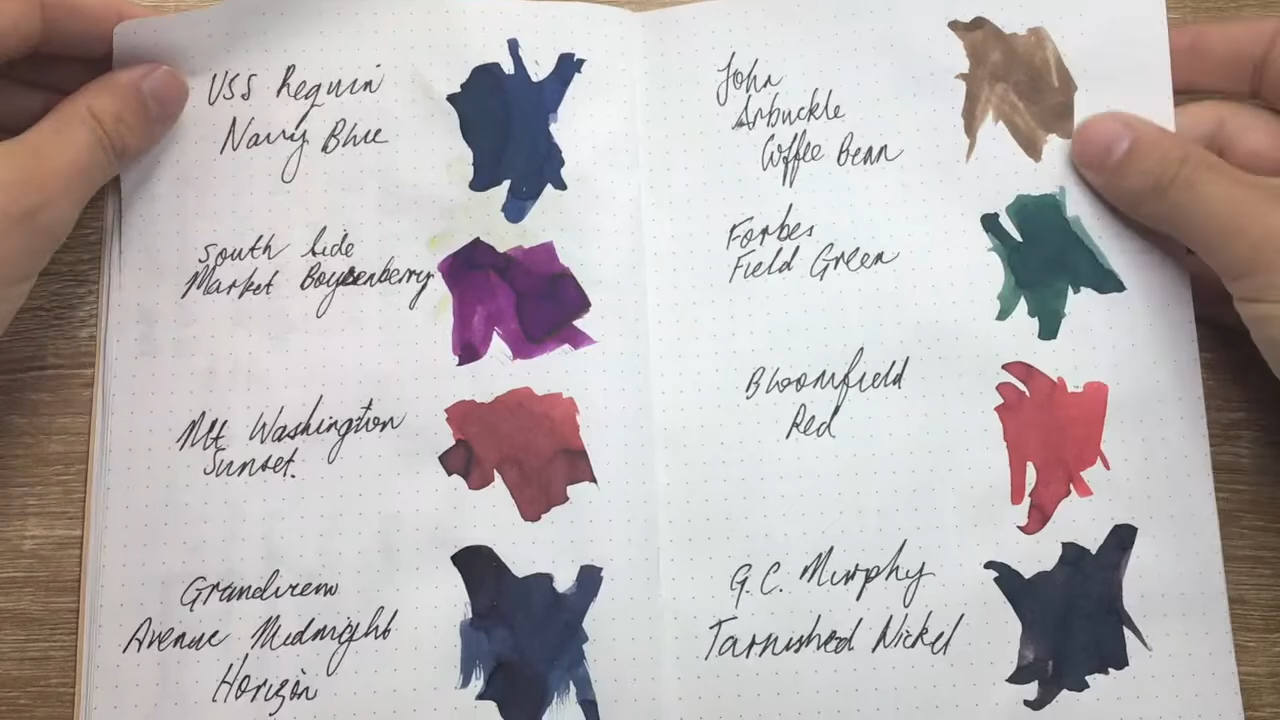 USS Requin
Navy Blue
South Side
Market Boysenberry
Mt Washington
Sunset.
Grandview
Avenue Midnight
Horizon
John
Arbuckle
Coffee Bean
Forbes
Field Green
Bloomfield
Red
G.C. Murphy
Tarnished Nickel